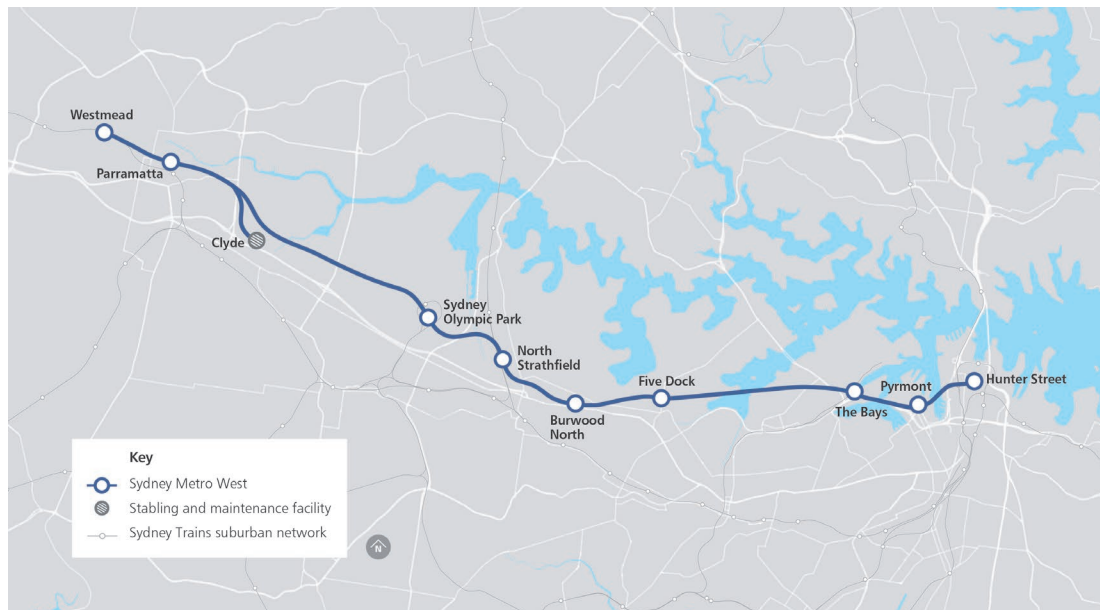 Westmead
Parramatta
Clyde
Sydney
Olympic Park
North
Strathfield
Five Dock
Burwood
North
Pyrmont
Hunter Street
The Bays
Key
Sydney Metro West
Stabling and maintenance facility
Sydney Trains suburban network
N